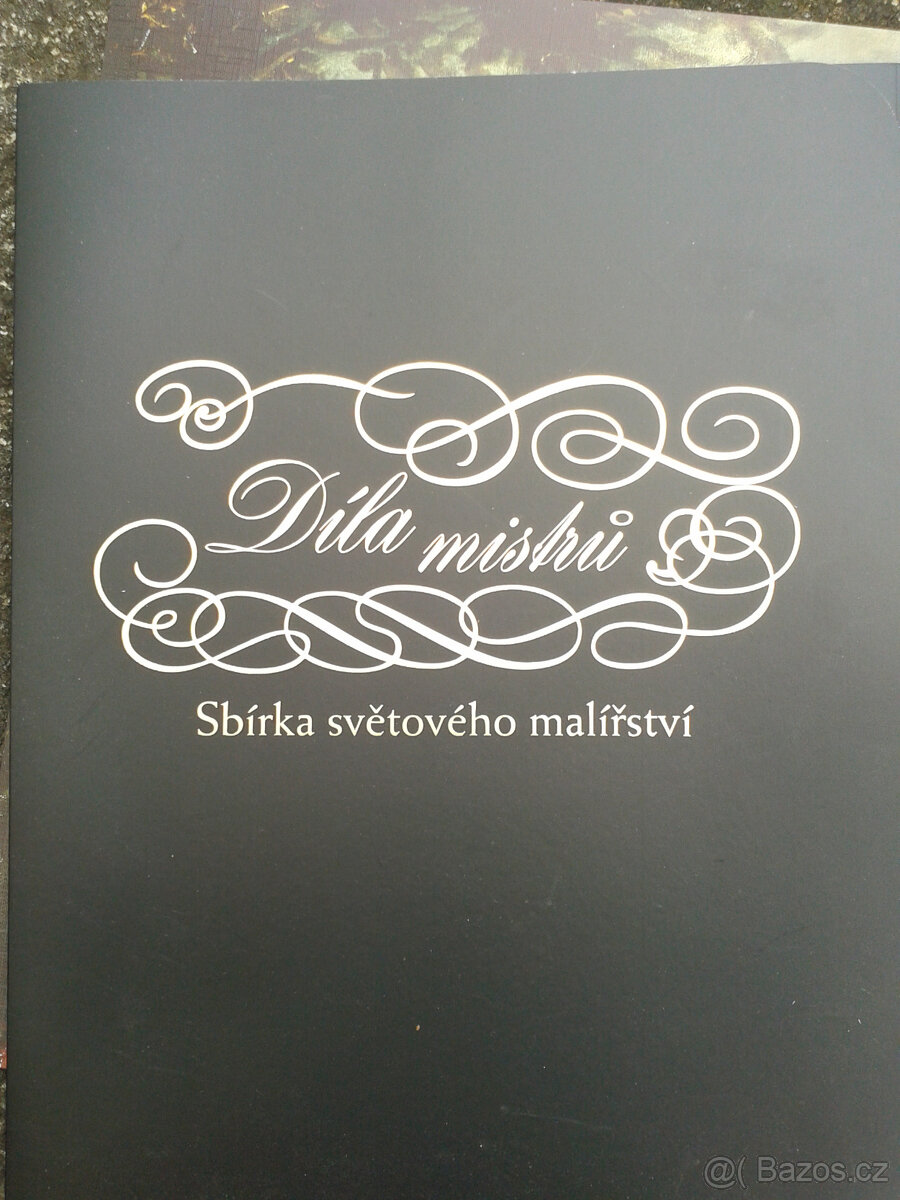 Díla mistrů
Sbírka světového malířství
@( Bazos.cz